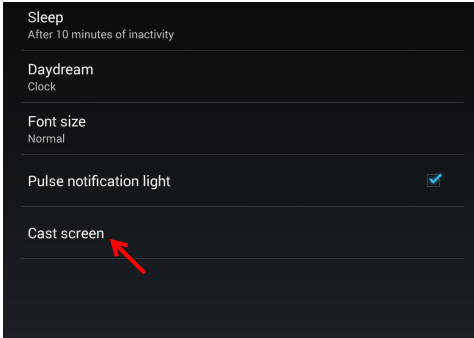 Sleep
After 10 minutes of inactivity
Daydream
Clock
Font size
Normal
Pulse notification light
Cast screen